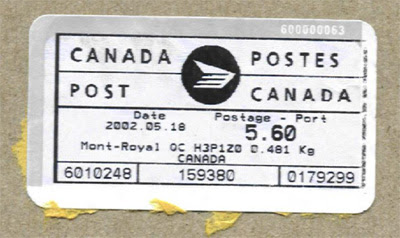 600000063
CANADA POSTES
POST CANADA
Date Postage - Port
2002.05.18 5.60
Mont-Royal QC H3P1Z0 0.481 Kg
CANADA
6010248 159380 0179299